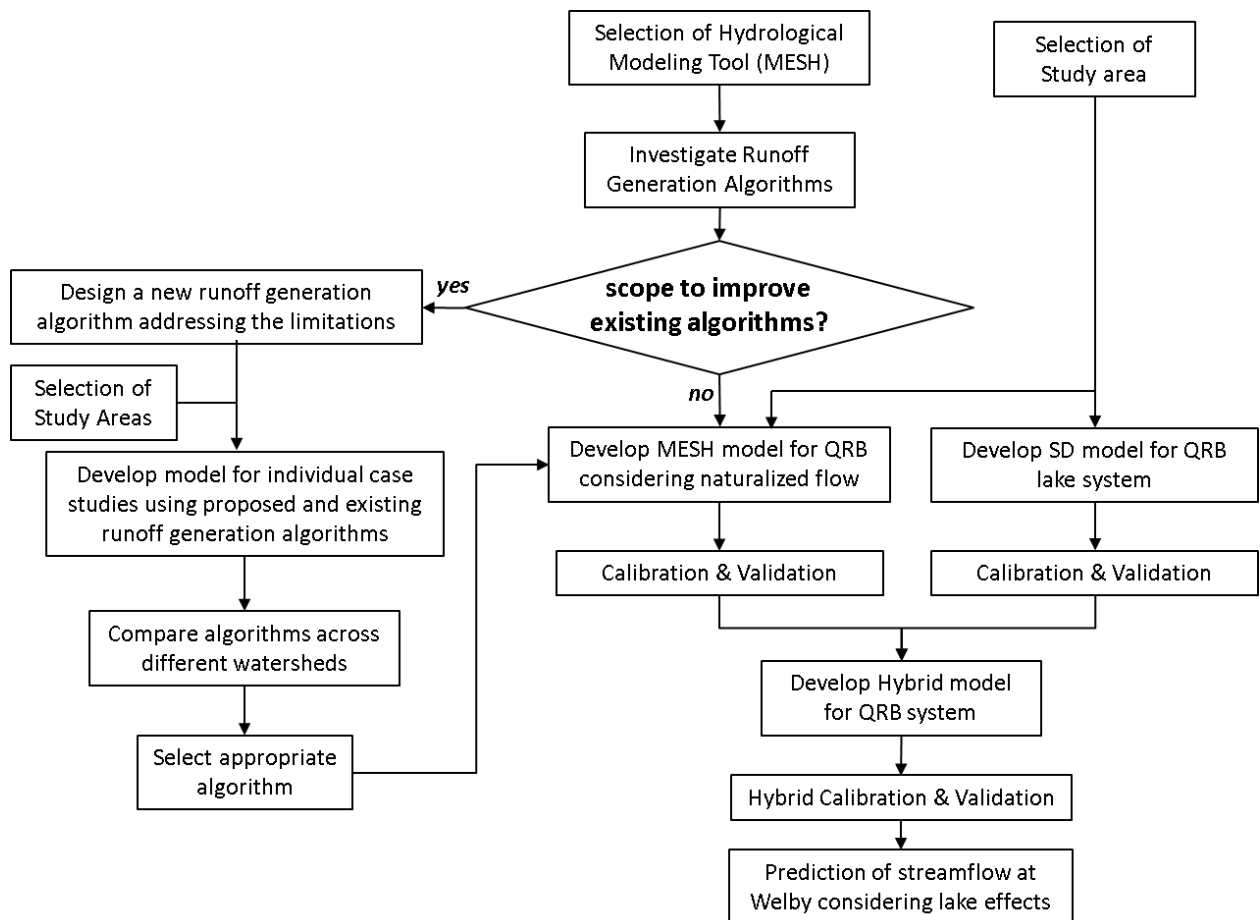 Selection of Hydrological
Modeling Tool (MESH)
Selection of
Study area
Investigate Runoff
Generation Algorithms
scope to improve
existing algorithms?
yes
no
Design a new runoff generation
algorithm addressing the limitations
Selection of
Study Areas
Develop model for individual case
studies using proposed and existing
runoff generation algorithms
Compare algorithms across
different watersheds
Select appropriate
algorithm
Develop MESH model for QRB
considering naturalized flow
Develop SD model for QRB
lake system
Calibration & Validation
Calibration & Validation
Develop Hybrid model
for QRB system
Hybrid Calibration & Validation
Prediction of streamflow at
Welby considering lake effects